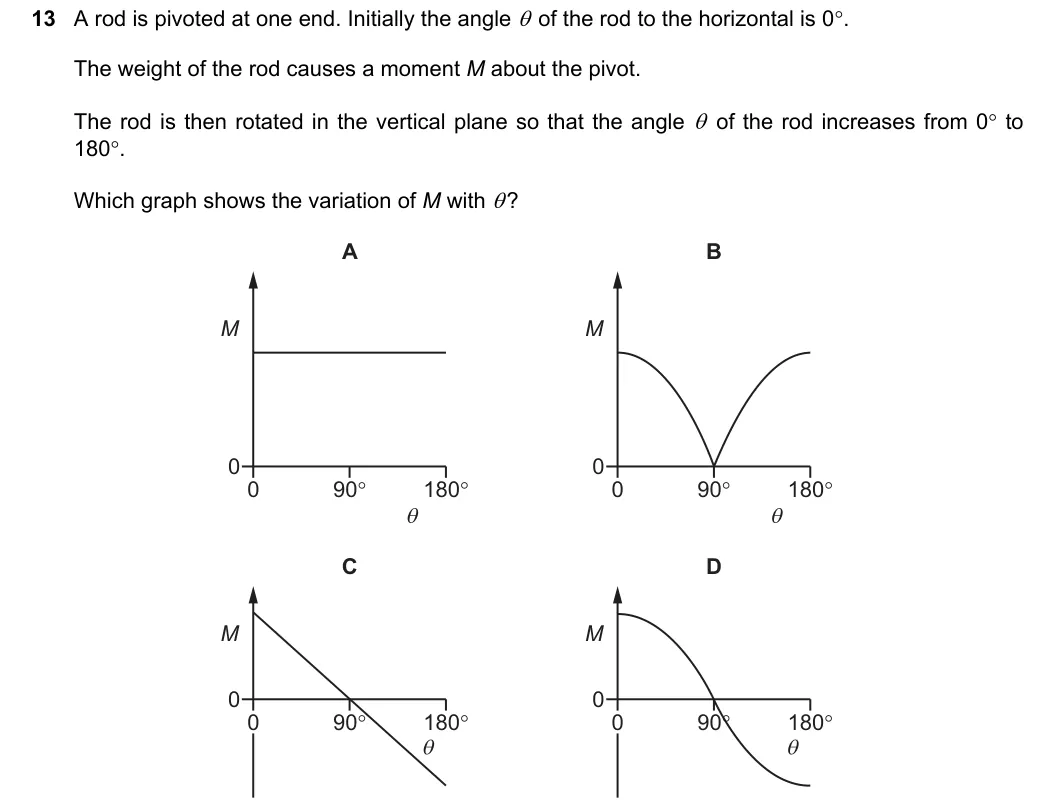 13 A rod is pivoted at one end. Initially the angle θ of the rod to the horizontal is 0°.
The weight of the rod causes a moment M about the pivot.
The rod is then rotated in the vertical plane so that the angle θ of the rod increases from 0° to
180°.
Which graph shows the variation of M with θ?
A
B
M
M
0
0
0
90°
180°
0
90°
180°
θ
θ
C
D
M
M
0
0
0
90°
180°
0
90°
180°
θ
θ